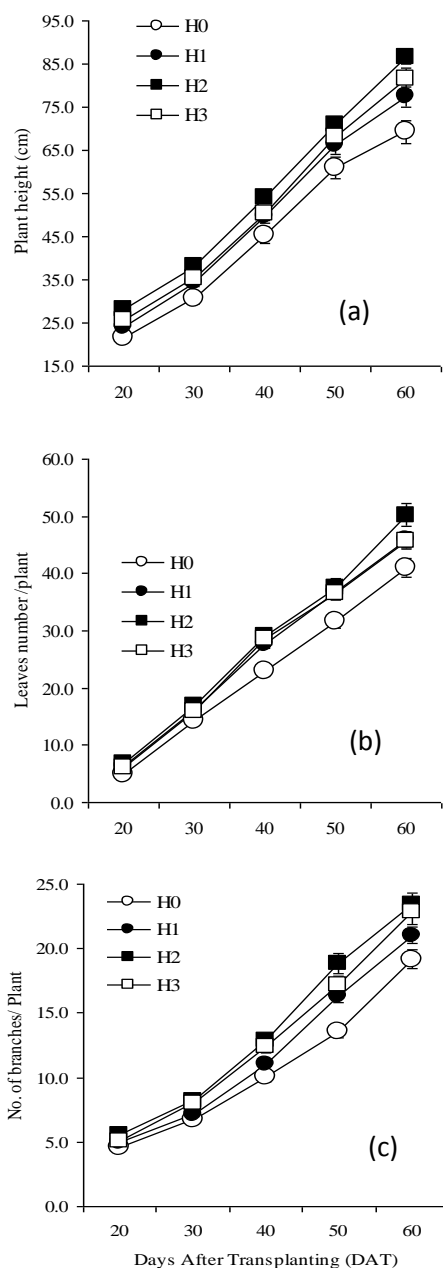 95.0
85.0
75.0
65.0
55.0
45.0
35.0
25.0
15.0
Plant height (cm)
H0
H1
H2
H3
(a)
20 30 40 50 60
60.0
50.0
40.0
30.0
20.0
10.0
0.0
Leaves number /plant
H0
H1
H2
H3
(b)
20 30 40 50 60
25.0
20.0
15.0
10.0
5.0
0.0
No. of branches/ Plant
H0
H1
H2
H3
(c)
20 30 40 50 60
Days After Transplanting (DAT)